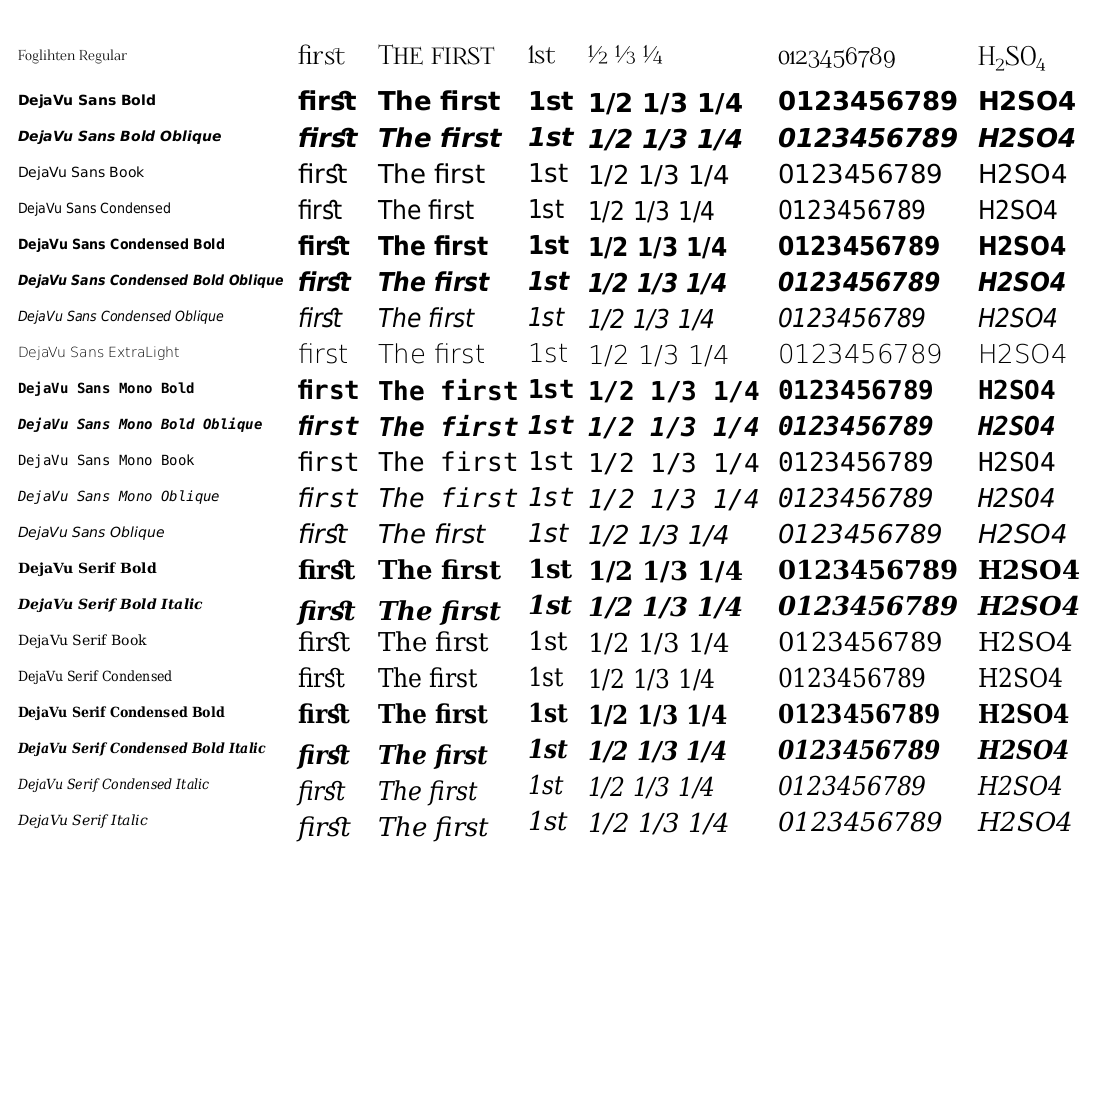 Foglihten Regular first THE FIRST 1st ½ ⅓ ¼ 0123456789 H₂SO₄
DejaVu Sans Bold first The first 1st 1/2 1/3 1/4 0123456789 H2SO4
DejaVu Sans Bold Oblique first The first 1st 1/2 1/3 1/4 0123456789 H2SO4
DejaVu Sans Book first The first 1st 1/2 1/3 1/4 0123456789 H2SO4
DejaVu Sans Condensed first The first 1st 1/2 1/3 1/4 0123456789 H2SO4
DejaVu Sans Condensed Bold first The first 1st 1/2 1/3 1/4 0123456789 H2SO4
DejaVu Sans Condensed Bold Oblique first The first 1st 1/2 1/3 1/4 0123456789 H2SO4
DejaVu Sans Condensed Oblique first The first 1st 1/2 1/3 1/4 0123456789 H2SO4
DejaVu Sans ExtraLight first The first 1st 1/2 1/3 1/4 0123456789 H2SO4
DejaVu Sans Mono Bold first The first 1st 1/2 1/3 1/4 0123456789 H2SO4
DejaVu Sans Mono Bold Oblique first The first 1st 1/2 1/3 1/4 0123456789 H2SO4
DejaVu Sans Mono Book first The first 1st 1/2 1/3 1/4 0123456789 H2SO4
DejaVu Sans Mono Oblique first The first 1st 1/2 1/3 1/4 0123456789 H2SO4
DejaVu Sans Oblique first The first 1st 1/2 1/3 1/4 0123456789 H2SO4
DejaVu Serif Bold first The first 1st 1/2 1/3 1/4 0123456789 H2SO4
DejaVu Serif Bold Italic first The first 1st 1/2 1/3 1/4 0123456789 H2SO4
DejaVu Serif Book first The first 1st 1/2 1/3 1/4 0123456789 H2SO4
DejaVu Serif Condensed first The first 1st 1/2 1/3 1/4 0123456789 H2SO4
DejaVu Serif Condensed Bold first The first 1st 1/2 1/3 1/4 0123456789 H2SO4
DejaVu Serif Condensed Bold Italic first The first 1st 1/2 1/3 1/4 0123456789 H2SO4
DejaVu Serif Condensed Italic first The first 1st 1/2 1/3 1/4 0123456789 H2SO4
DejaVu Serif Italic first The first 1st 1/2 1/3 1/4 0123456789 H2SO4